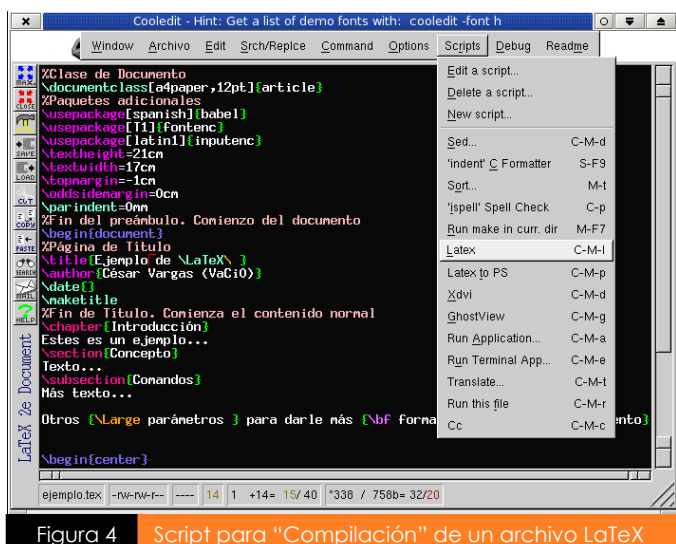 Cooledit - Hint: Get a list of demo fonts with: cooledit -font h
Window Archivo Edit Srch/Replce Command Options Scripts Debug Readme
MAX.
CLOSE
SAVE
LOAD
CUT
COPY
PASTE
SEARCH
MAIL
HELP
LaTeX 2e Document
%Clase de Documento
\documentclass[a4paper,12pt]{article}
%Paquetes adicionales
\usepackage[spanish]{babel}
\usepackage[T1]{fontenc}
\usepackage[latin1]{inputenc}
\textheight=21cm
\textwidth=17cm
\topmargin=-1cm
\oddsidemargin=0cm
\parindent=0mm
%Fin del preámbulo. Comienzo del documento
\begin{document}
%Página de Título
\title{Ejemplo de \LaTeX\ }
\author{César Vargas (VaCiO)}
\date{}
\maketitle
%Fin de Título. Comienza el contenido normal
\chapter{Introducción}
Estes es un ejemplo...
\section{Concepto}
Texto...
\subsection{Comandos}
Más texto...
Otros {\Large parámetros } para darle más {\bf forma ento}
\begin{center}
Edit a script...
Delete a script...
New script...
Sed... C-M-d
'indent' C Formatter S-F9
Sort... M-t
'ispell' Spell Check C-p
Run make in curr. dir M-F7
Latex C-M-l
Latex to PS C-M-p
Xdvi C-M-d
GhostView C-M-g
Run Application... C-M-a
Run Terminal App... C-M-e
Translate... C-M-t
Run this file C-M-r
Cc C-M-c
ejemplo.tex -rw-rw-r-- ---- 14 1 +14= 15/40 *338 / 758b= 32/20
Figura 4 Script para “Compilación” de un archivo LaTeX